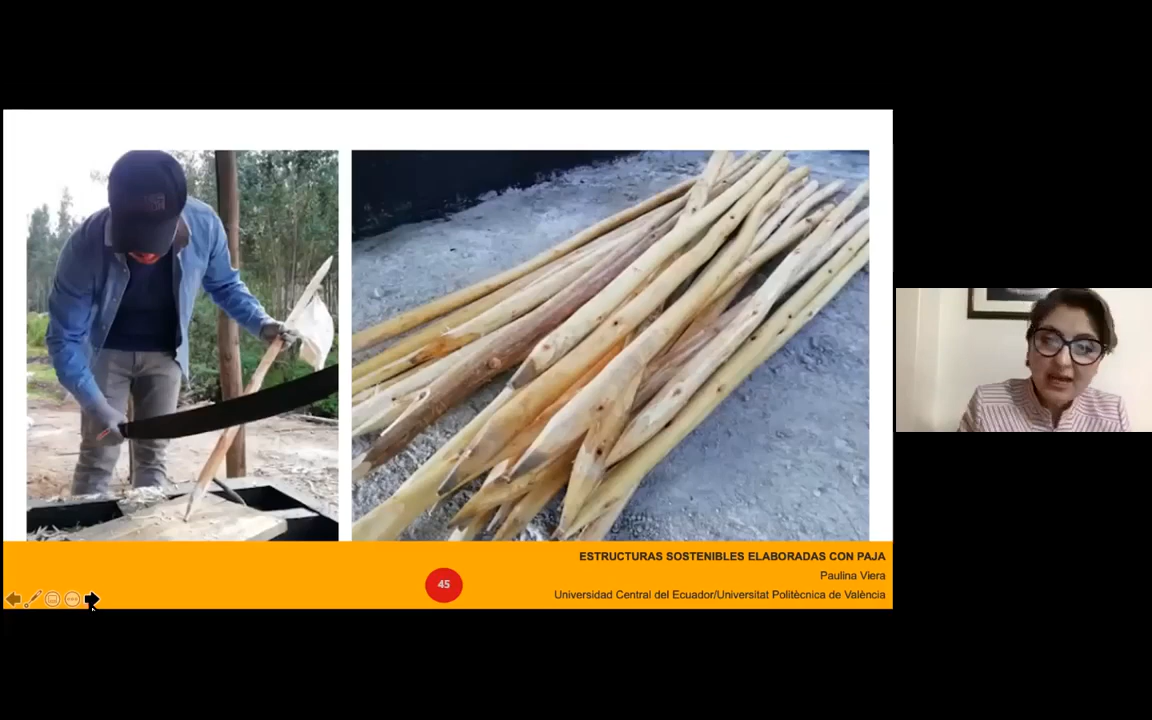 ESTRUCTURAS SOSTENIBLES ELABORADAS CON PAJA
45
Paulina Viera
Universidad Central del Ecuador/Universitat Politècnica de València